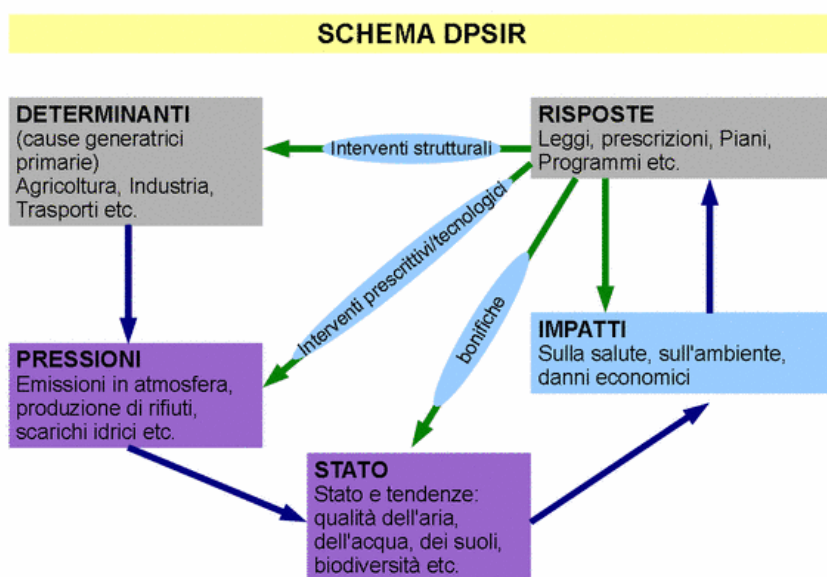 SCHEMA DPSIR
DETERMINANTI
(cause generatrici
primarie)
Agricoltura, Industria,
Trasporti etc.
Interventi strutturali
RISPOSTE
Leggi, prescrizioni, Piani,
Programmi etc.
Interventi prescrittivi/tecnologici
bonifiche
PRESSIONI
Emissioni in atmosfera,
produzione di rifiuti,
scarichi idrici etc.
IMPATTI
Sulla salute, sull'ambiente,
danni economici
STATO
Stato e tendenze:
qualità dell'aria,
dell'acqua, dei suoli,
biodiversità etc.